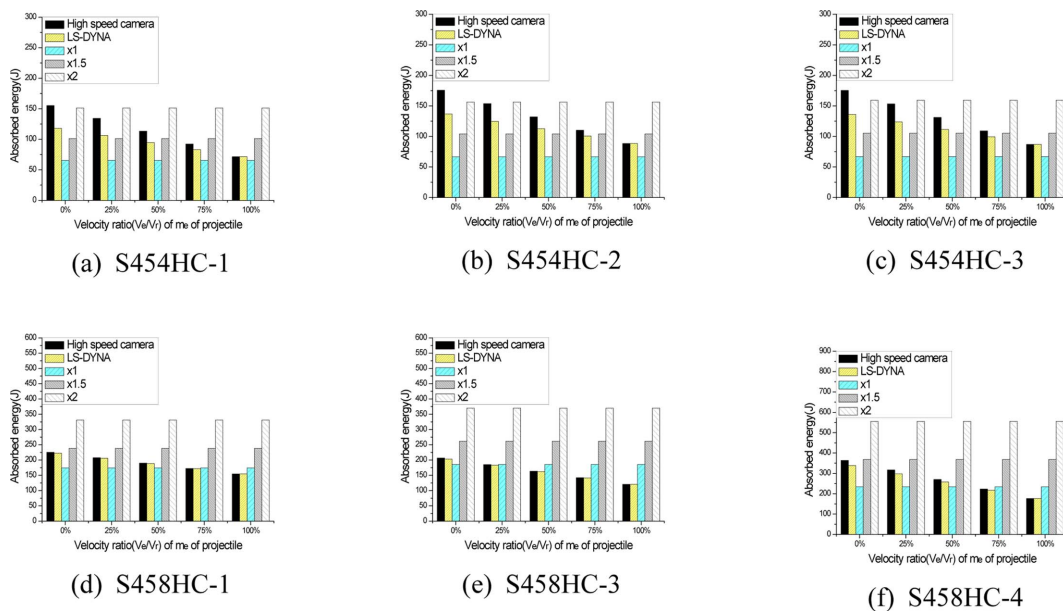 300
250
200
150
100
50
0
Absorbed energy(J)
High speed camera
LS-DYNA
x1
x1.5
x2
0% 25% 50% 75% 100%
Velocity ratio(Ve/Vr) of me of projectile
(a) S454HC-1
300
250
200
150
100
50
0
Absorbed energy(J)
High speed camera
LS-DYNA
x1
x1.5
x2
0% 25% 50% 75% 100%
Velocity ratio(Ve/Vr) of me of projectile
(b) S454HC-2
300
250
200
150
100
50
0
Absorbed energy(J)
High speed camera
LS-DYNA
x1
x1.5
x2
0% 25% 50% 75% 100%
Velocity ratio(Ve/Vr) of me of projectile
(c) S454HC-3
600
550
500
450
400
350
300
250
200
150
100
50
0
Absorbed energy(J)
High speed camera
LS-DYNA
x1
x1.5
x2
0% 25% 50% 75% 100%
Velocity ratio(Ve/Vr) of me of projectile
(d) S458HC-1
600
550
500
450
400
350
300
250
200
150
100
50
0
Absorbed energy(J)
High speed camera
LS-DYNA
x1
x1.5
x2
0% 25% 50% 75% 100%
Velocity ratio(Ve/Vr) of me of projectile
(e) S458HC-3
900
800
700
600
500
400
300
200
100
0
Absorbed energy(J)
High speed camera
LS-DYNA
x1
x1.5
x2
0% 25% 50% 75% 100%
Velocity ratio(Ve/Vr) of me of projectile
(f) S458HC-4